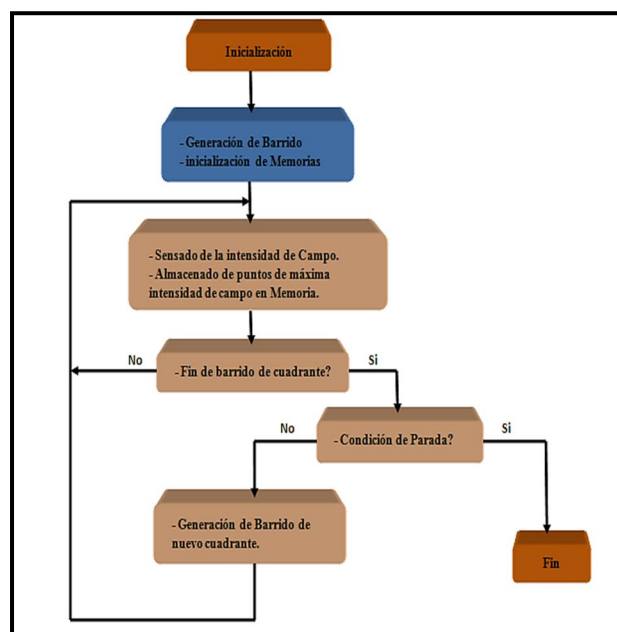 Inicialización
- Generación de Barrido
- inicialización de Memorias
- Sensado de la intensidad de Campo.
- Almacenado de puntos de máxima
intensidad de campo en Memoria.
No
- Fin de barrido de cuadrante?
Si
No
- Condición de Parada?
Si
- Generación de Barrido de
nuevo cuadrante.
Fin